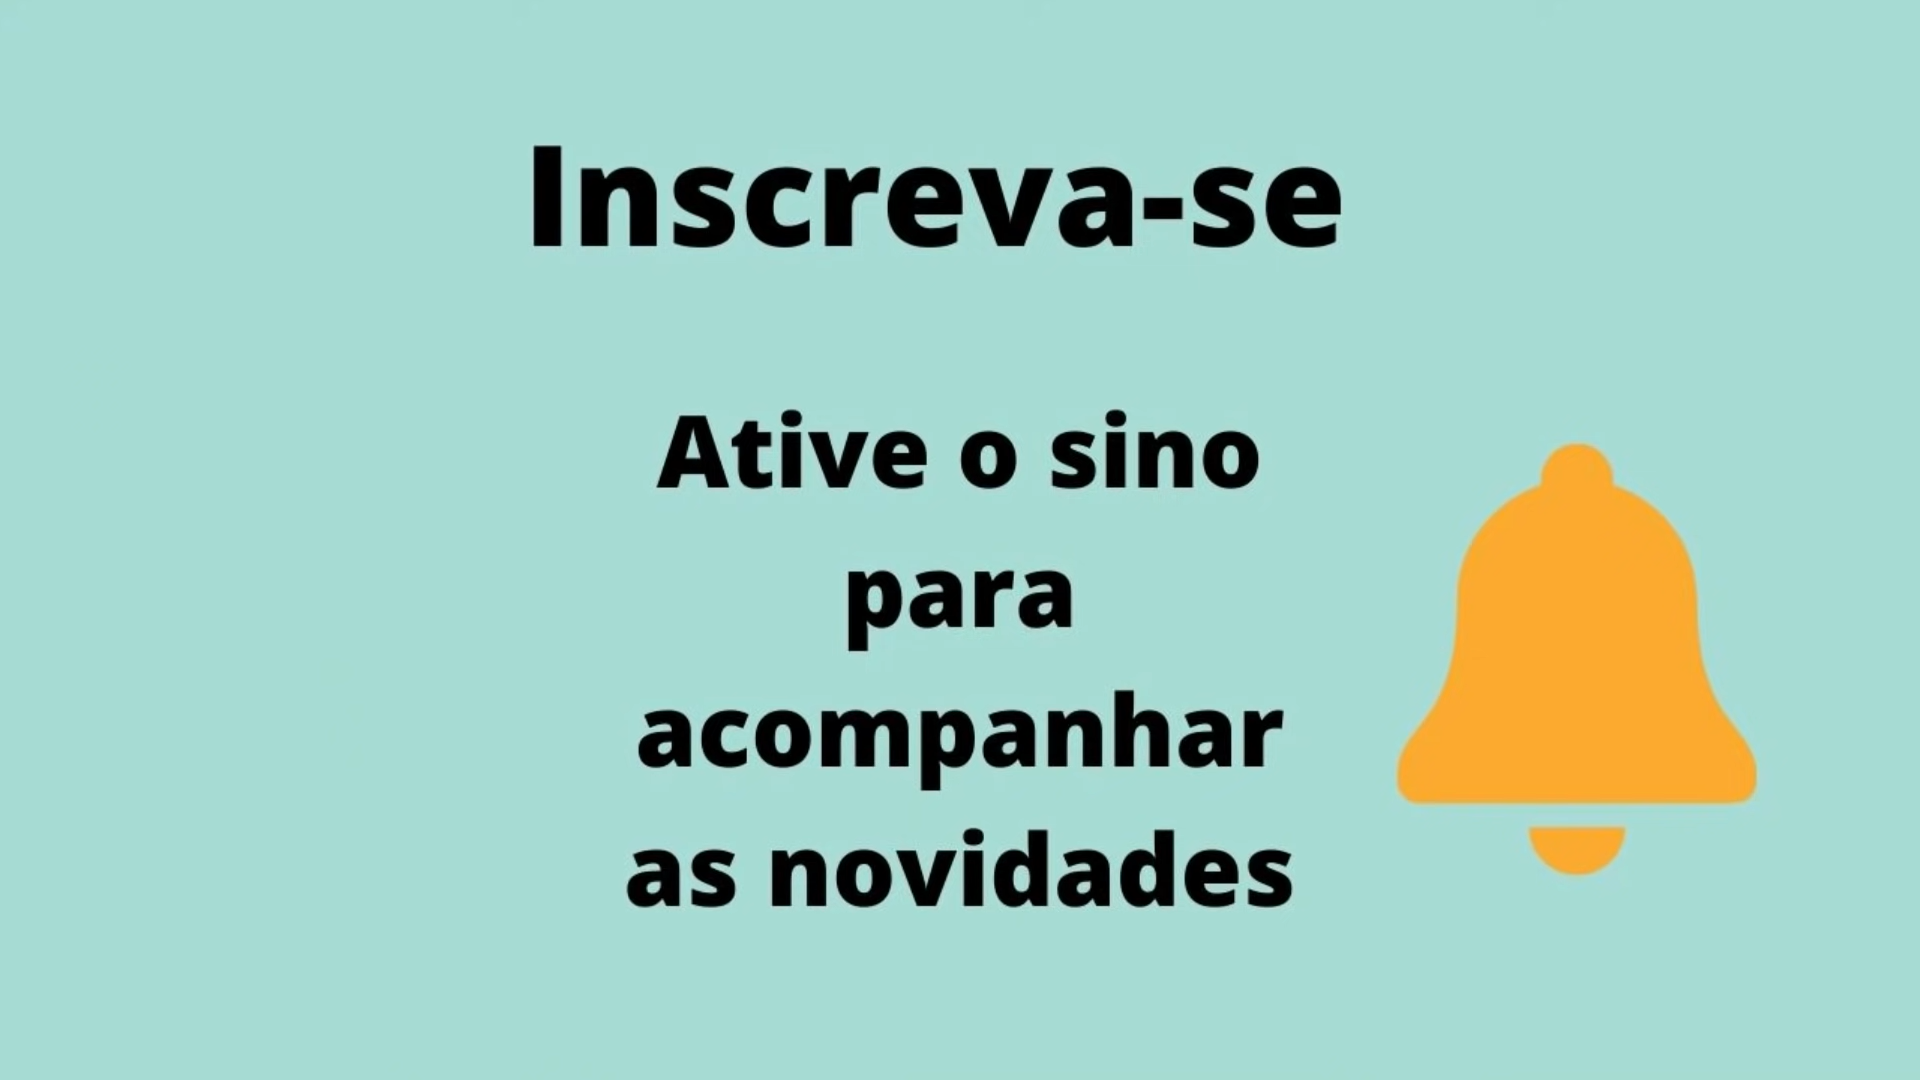 Inscreva-se
Ative o sino
para
acompanhar
as novidades